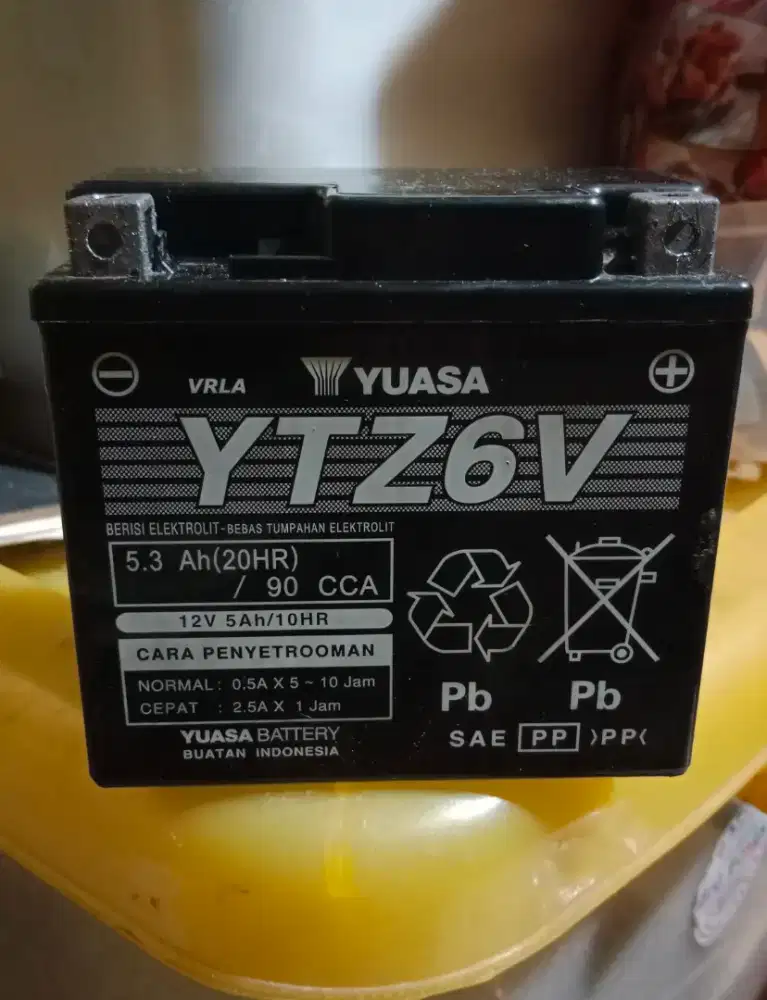 VRLA YUASA
YTZ6V
BERISI ELEKTROLIT-BEBAS TUMPAHAN ELEKTROLIT
5.3 Ah(20HR)
/ 90 CCA
12V 5Ah/10HR
CARA PENYETROOMAN
NORMAL : 0.5A X 5 ~ 10 Jam
CEPAT : 2.5A X 1 Jam
YUASA BATTERY
BUATAN INDONESIA
Pb Pb
SAE PP >PP<